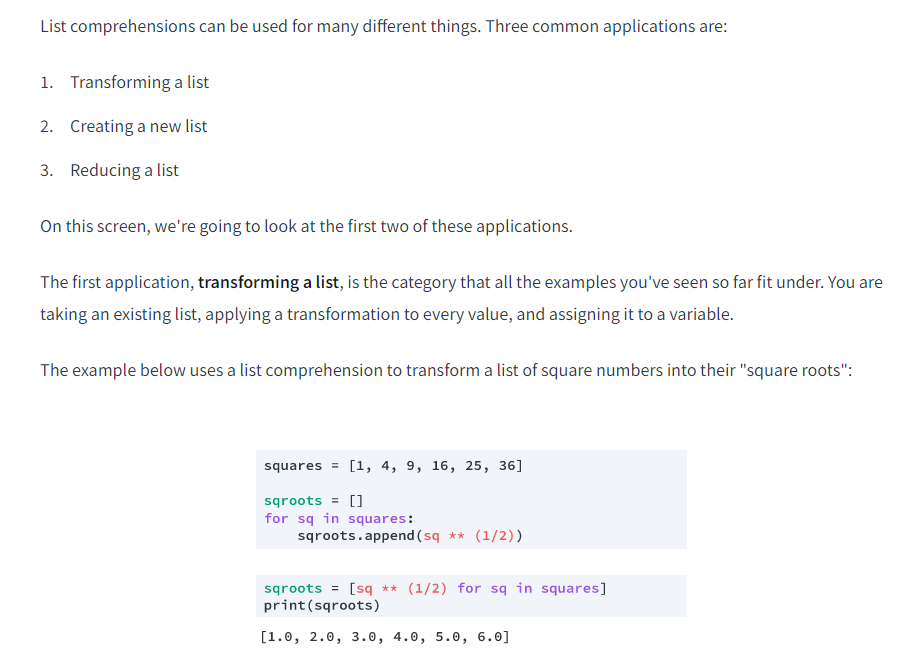 List comprehensions can be used for many different things. Three common applications are:
1. Transforming a list
2. Creating a new list
3. Reducing a list
On this screen, we're going to look at the first two of these applications.
The first application, transforming a list, is the category that all the examples you've seen so far fit under. You are
taking an existing list, applying a transformation to every value, and assigning it to a variable.
The example below uses a list comprehension to transform a list of square numbers into their "square roots":
squares = [1, 4, 9, 16, 25, 36]
sqroots = []
for sq in squares:
    sqroots.append(sq ** (1/2))
sqroots = [sq ** (1/2) for sq in squares]
print(sqroots)
[1.0, 2.0, 3.0, 4.0, 5.0, 6.0]